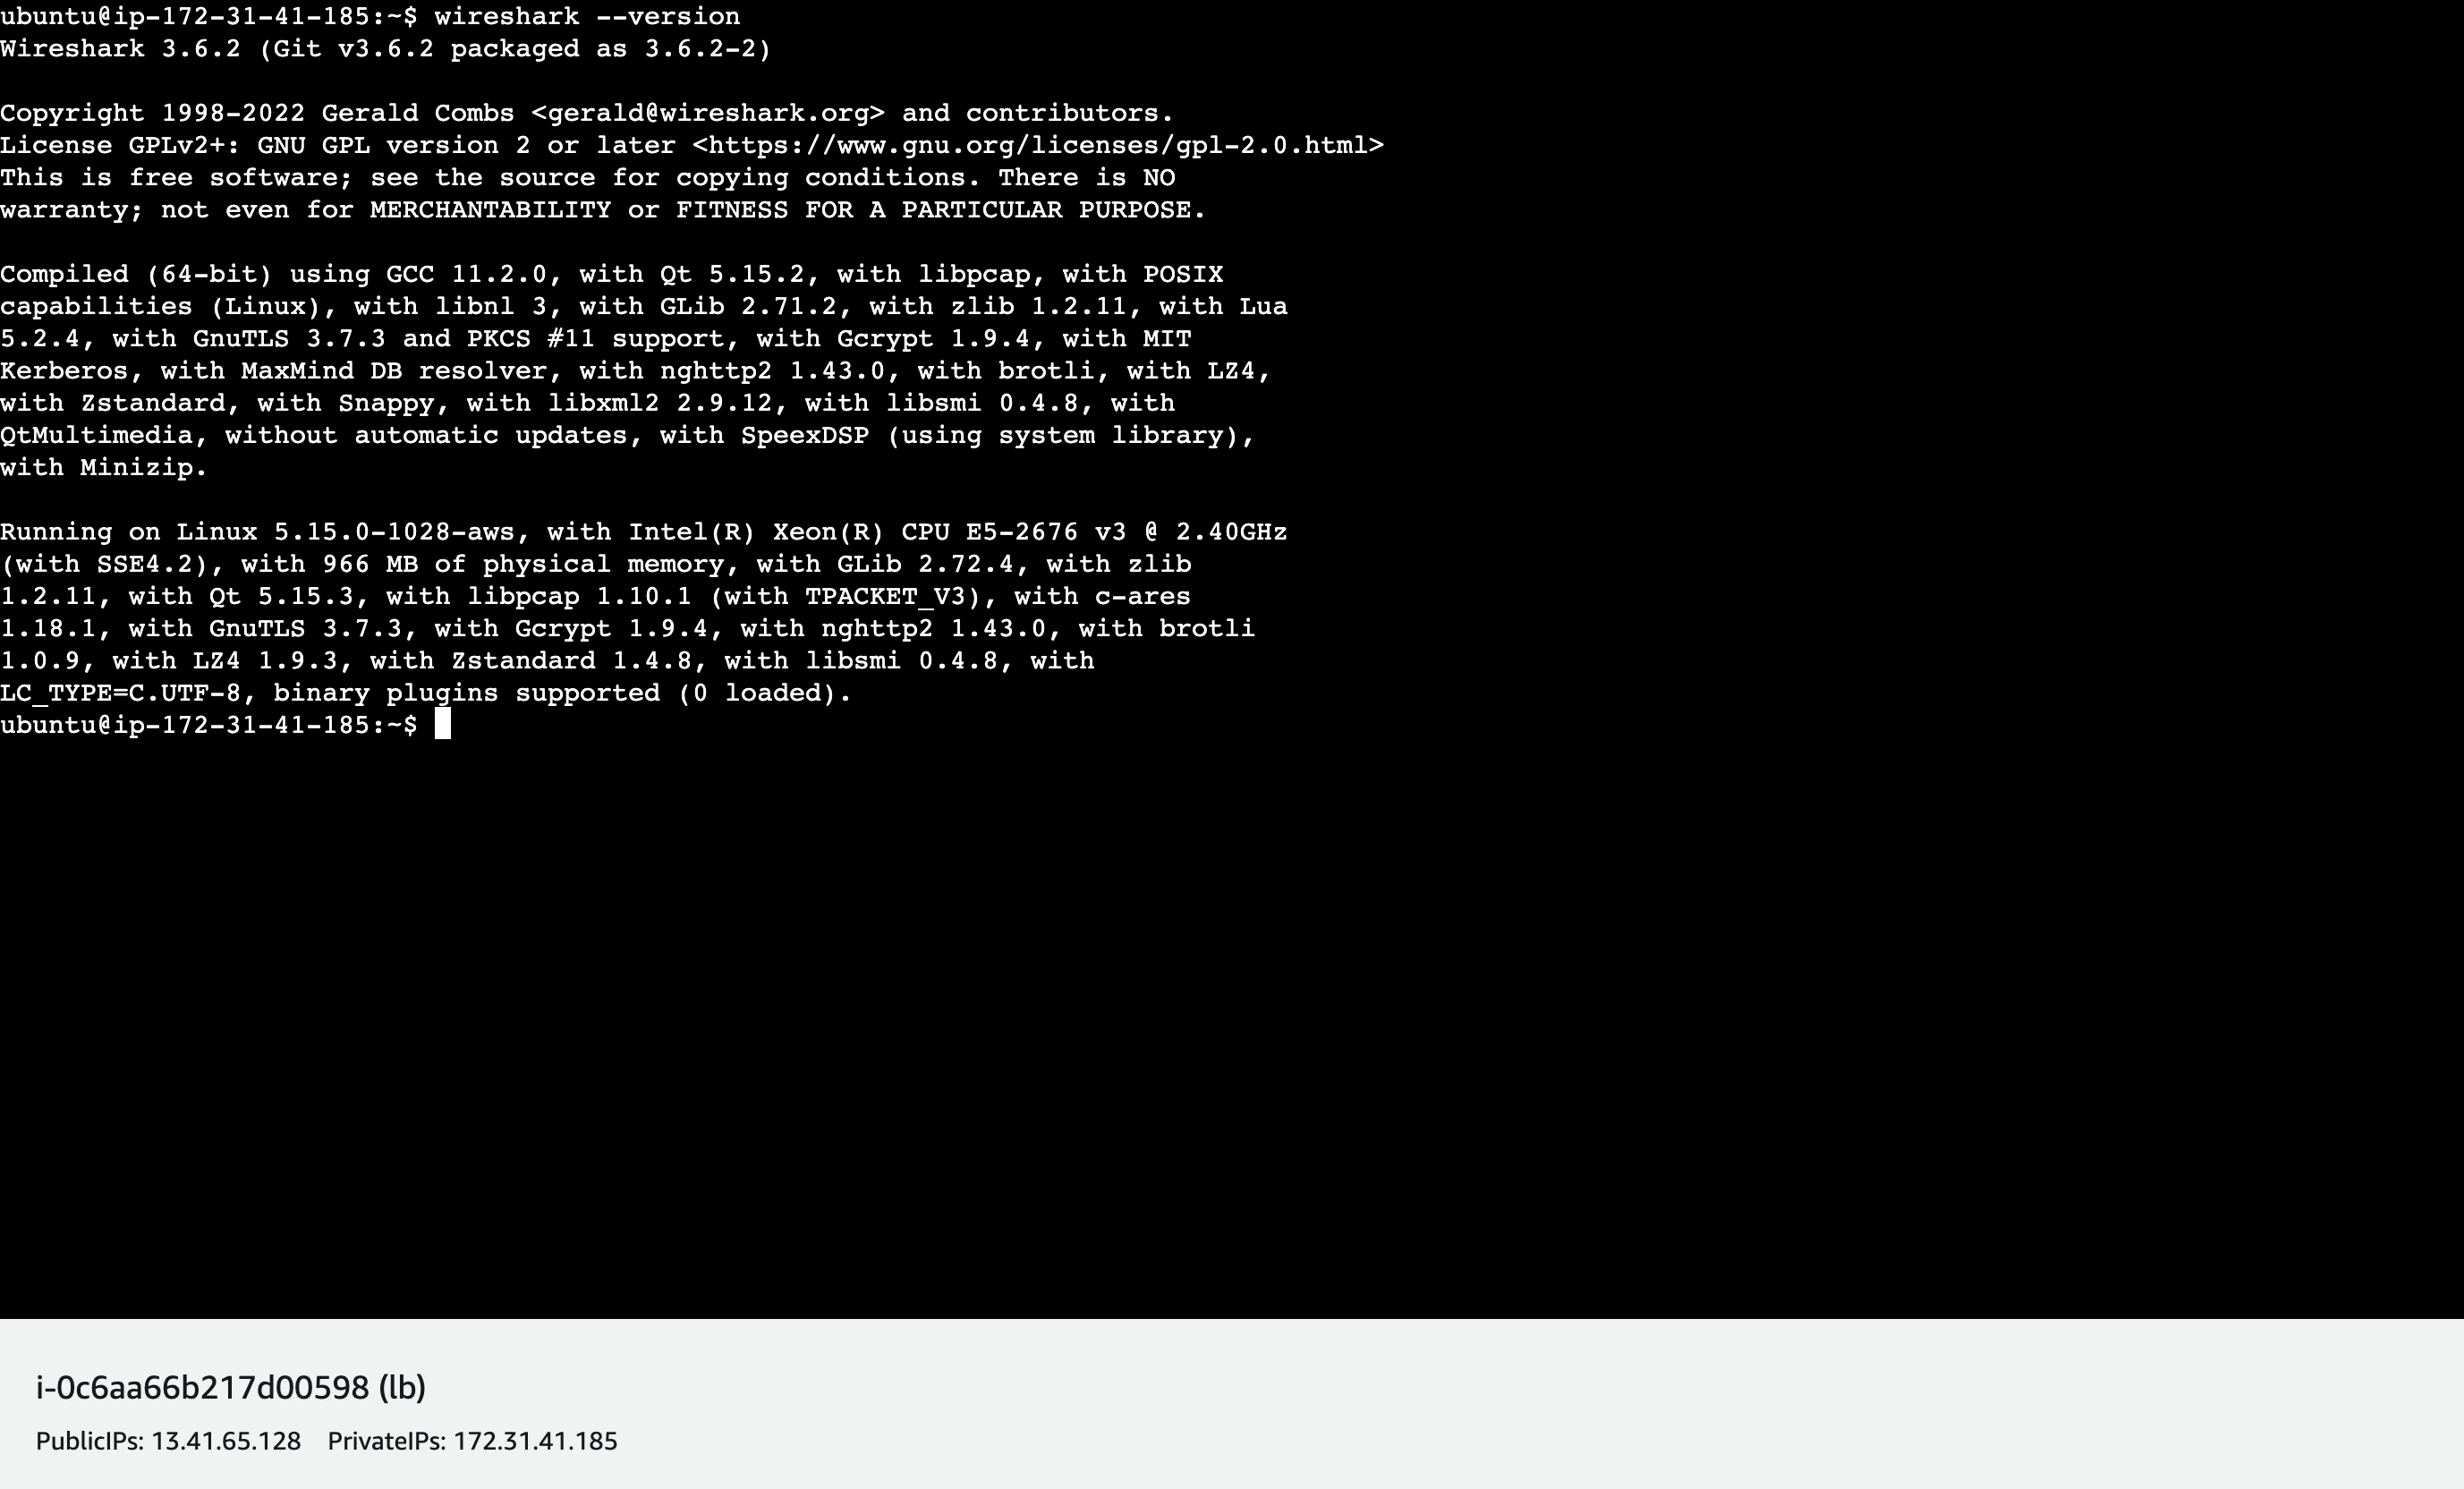 ubuntu@ip-172-31-41-185:~$ wireshark --version
Wireshark 3.6.2 (Git v3.6.2 packaged as 3.6.2-2)
Copyright 1998-2022 Gerald Combs <gerald@wireshark.org> and contributors.
License GPLv2+: GNU GPL version 2 or later <https://www.gnu.org/licenses/gpl-2.0.html>
This is free software; see the source for copying conditions. There is NO
warranty; not even for MERCHANTABILITY or FITNESS FOR A PARTICULAR PURPOSE.
Compiled (64-bit) using GCC 11.2.0, with Qt 5.15.2, with libpcap, with POSIX
capabilities (Linux), with libnl 3, with GLib 2.71.2, with zlib 1.2.11, with Lua
5.2.4, with GnuTLS 3.7.3 and PKCS #11 support, with Gcrypt 1.9.4, with MIT
Kerberos, with MaxMind DB resolver, with nghttp2 1.43.0, with brotli, with LZ4,
with Zstandard, with Snappy, with libxml2 2.9.12, with libsmi 0.4.8, with
QtMultimedia, without automatic updates, with SpeexDSP (using system library),
with Minizip.
Running on Linux 5.15.0-1028-aws, with Intel(R) Xeon(R) CPU E5-2676 v3 @ 2.40GHz
(with SSE4.2), with 966 MB of physical memory, with GLib 2.72.4, with zlib
1.2.11, with Qt 5.15.3, with libpcap 1.10.1 (with TPACKET_V3), with c-ares
1.18.1, with GnuTLS 3.7.3, with Gcrypt 1.9.4, with nghttp2 1.43.0, with brotli
1.0.9, with LZ4 1.9.3, with Zstandard 1.4.8, with libsmi 0.4.8, with
LC_TYPE=C.UTF-8, binary plugins supported (0 loaded).
ubuntu@ip-172-31-41-185:~$
i-0c6aa66b217d00598 (lb)
PublicIPs: 13.41.65.128 PrivateIPs: 172.31.41.185